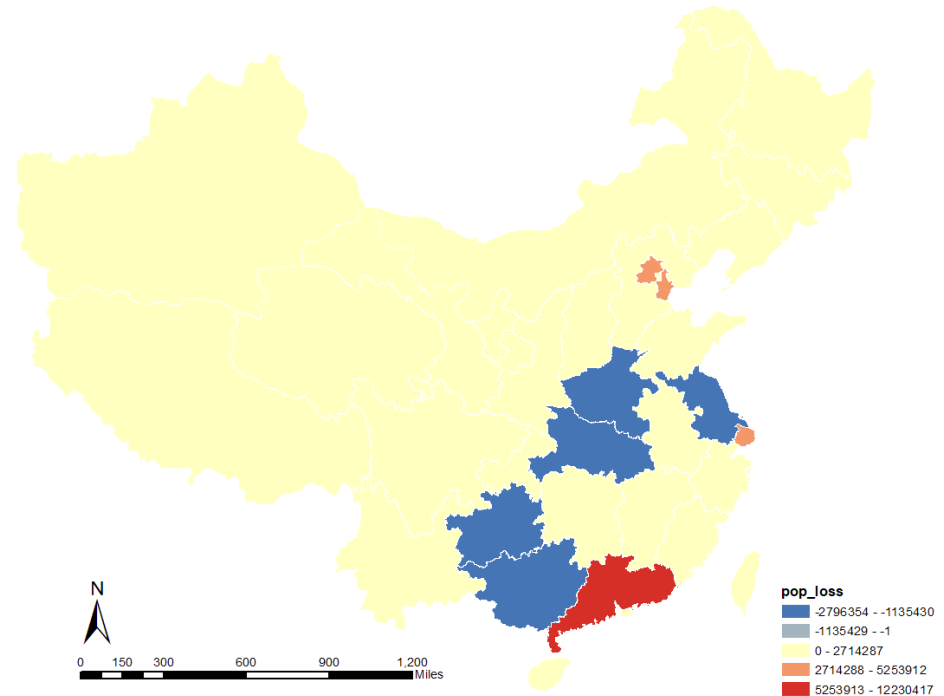 N
0 150 300 600 900 1,200
Miles
pop_loss
-2796354 - -1135430
-1135429 - -1
0 - 2714287
2714288 - 5253912
5253913 - 12230417